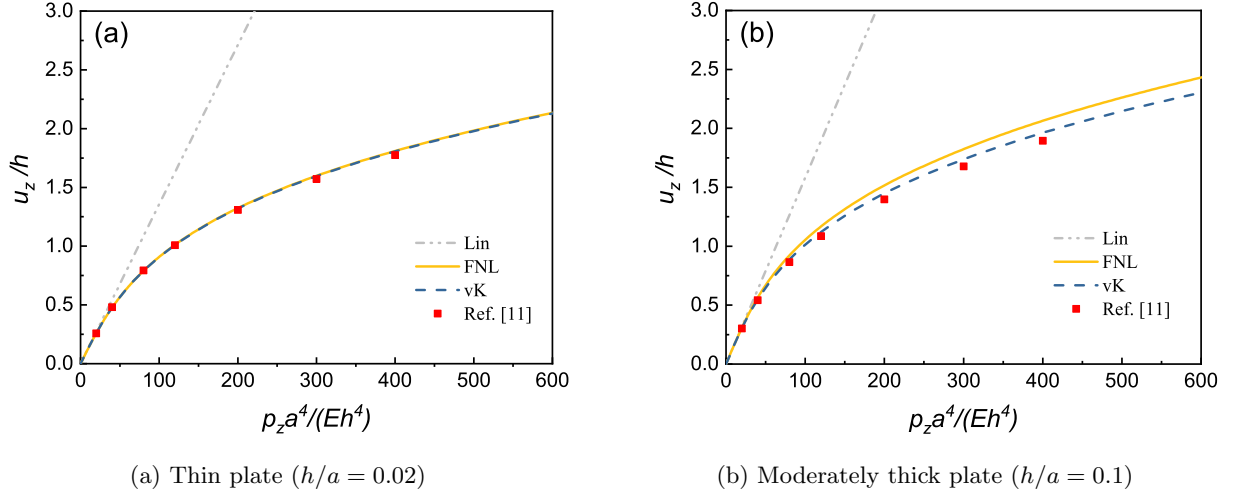 (a)
3.0
2.5
2.0
1.5
1.0
0.5
0.0
u_z/h
0 100 200 300 400 500 600
p_z a^4/(Eh^4)
Lin
FNL
vK
Ref. [11]
(a) Thin plate (h/a = 0.02)
(b)
3.0
2.5
2.0
1.5
1.0
0.5
0.0
u_z/h
0 100 200 300 400 500 600
p_z a^4/(Eh^4)
Lin
FNL
vK
Ref. [11]
(b) Moderately thick plate (h/a = 0.1)